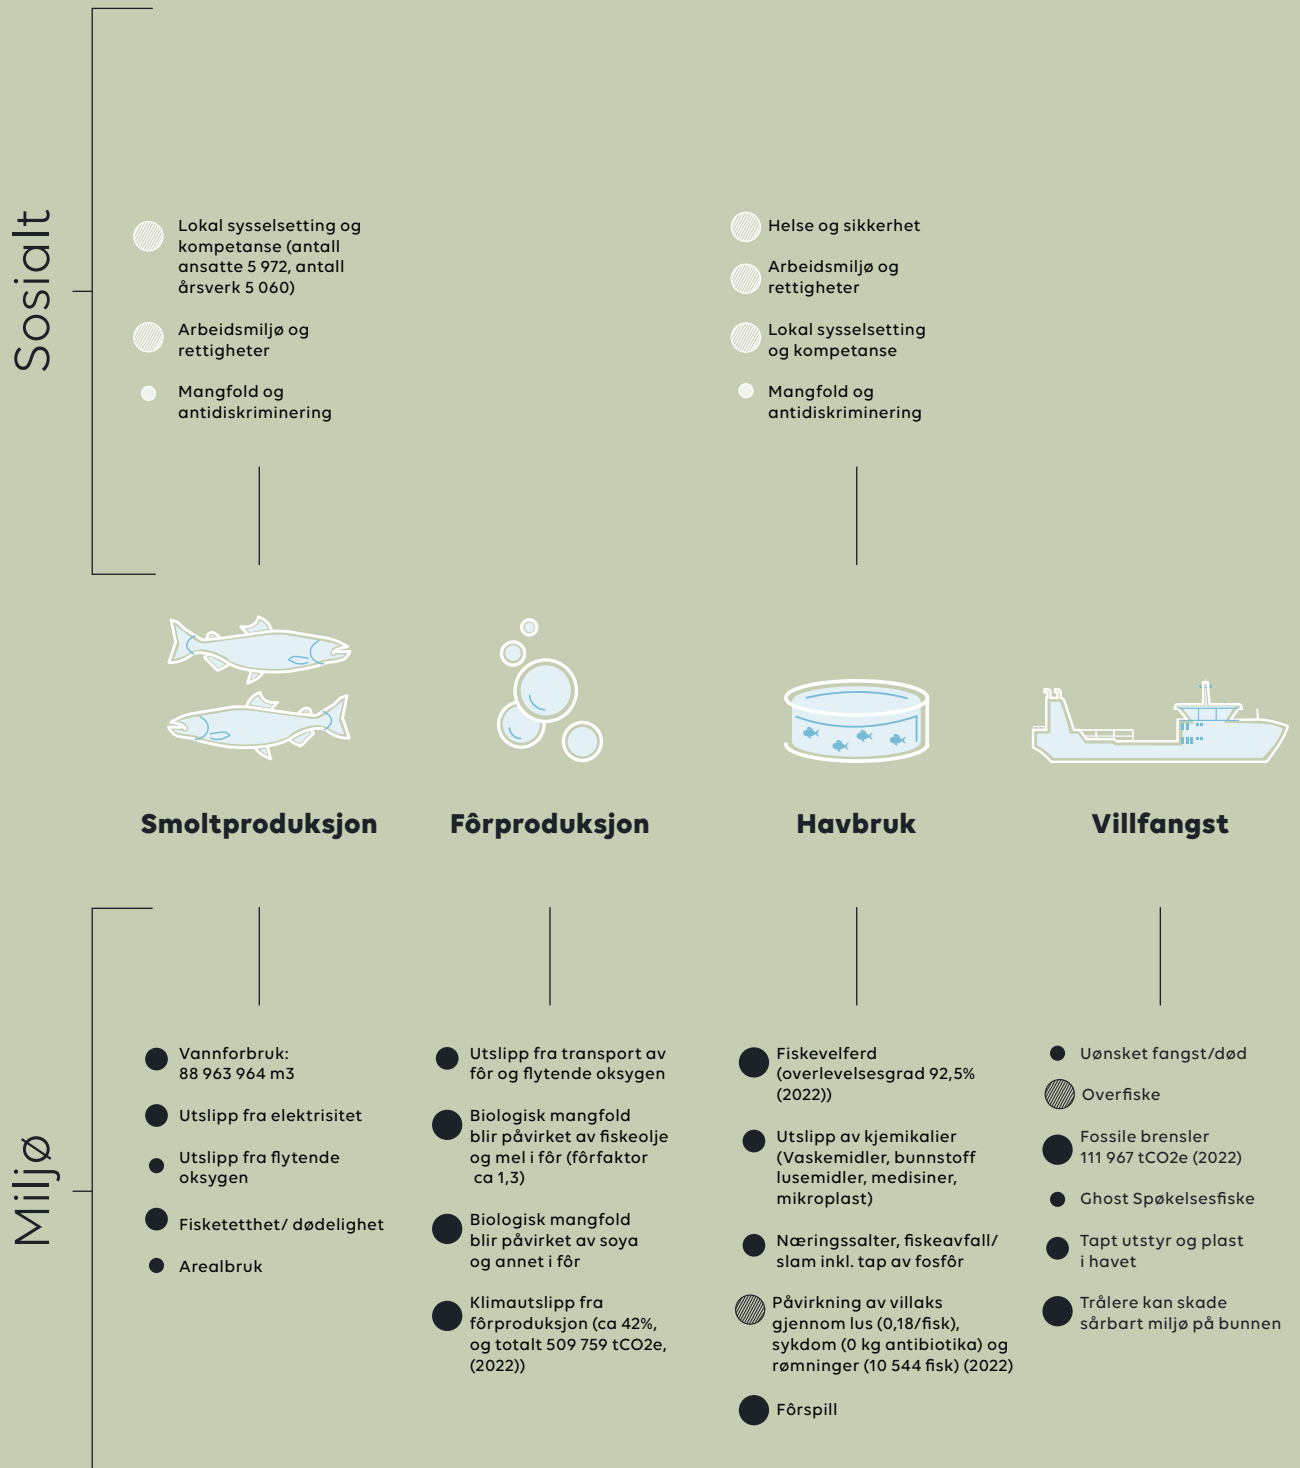 Sosialt
Lokal sysselsetting og
kompetanse (antall
ansatte 5 972, antall
årsverk 5 060)
Arbeidsmiljø og
rettigheter
Mangfold og
antidiskriminering
Helse og sikkerhet
Arbeidsmiljø og
rettigheter
Lokal sysselsetting
og kompetanse
Mangfold og
antidiskriminering
Smoltproduksjon
Fôrproduksjon
Havbruk
Villfangst
Miljø
Vannforbruk:
88 963 964 m3
Utslipp fra elektrisitet
Utslipp fra flytende
oksygen
Fisketetthet/ dødelighet
Arealbruk
Utslipp fra transport av
fôr og flytende oksygen
Biologisk mangfold
blir påvirket av fiskeolje
og mel i fôr (fôrfaktor
ca 1,3)
Biologisk mangfold
blir påvirket av soya
og annet i fôr
Klimautslipp fra
fôrproduksjon (ca 42%,
og totalt 509 759 tCO2e,
(2022))
Fiskevelferd
(overlevelsesgrad 92,5%
(2022))
Utslipp av kjemikalier
(Vaskemidler, bunnstoff
lusemidler, medisiner,
mikroplast)
Næringssalter, fiskeavfall/
slam inkl. tap av fosfôr
Påvirkning av villaks
gjennom lus (0,18/fisk),
sykdom (0 kg antibiotika) og
rømninger (10 544 fisk) (2022)
Fôrspill
Uønsket fangst/død
Overfiske
Fossile brensler
111 967 tCO2e (2022)
Ghost Spøkelsesfiske
Tapt utstyr og plast
i havet
Trålere kan skade
sårbart miljø på bunnen